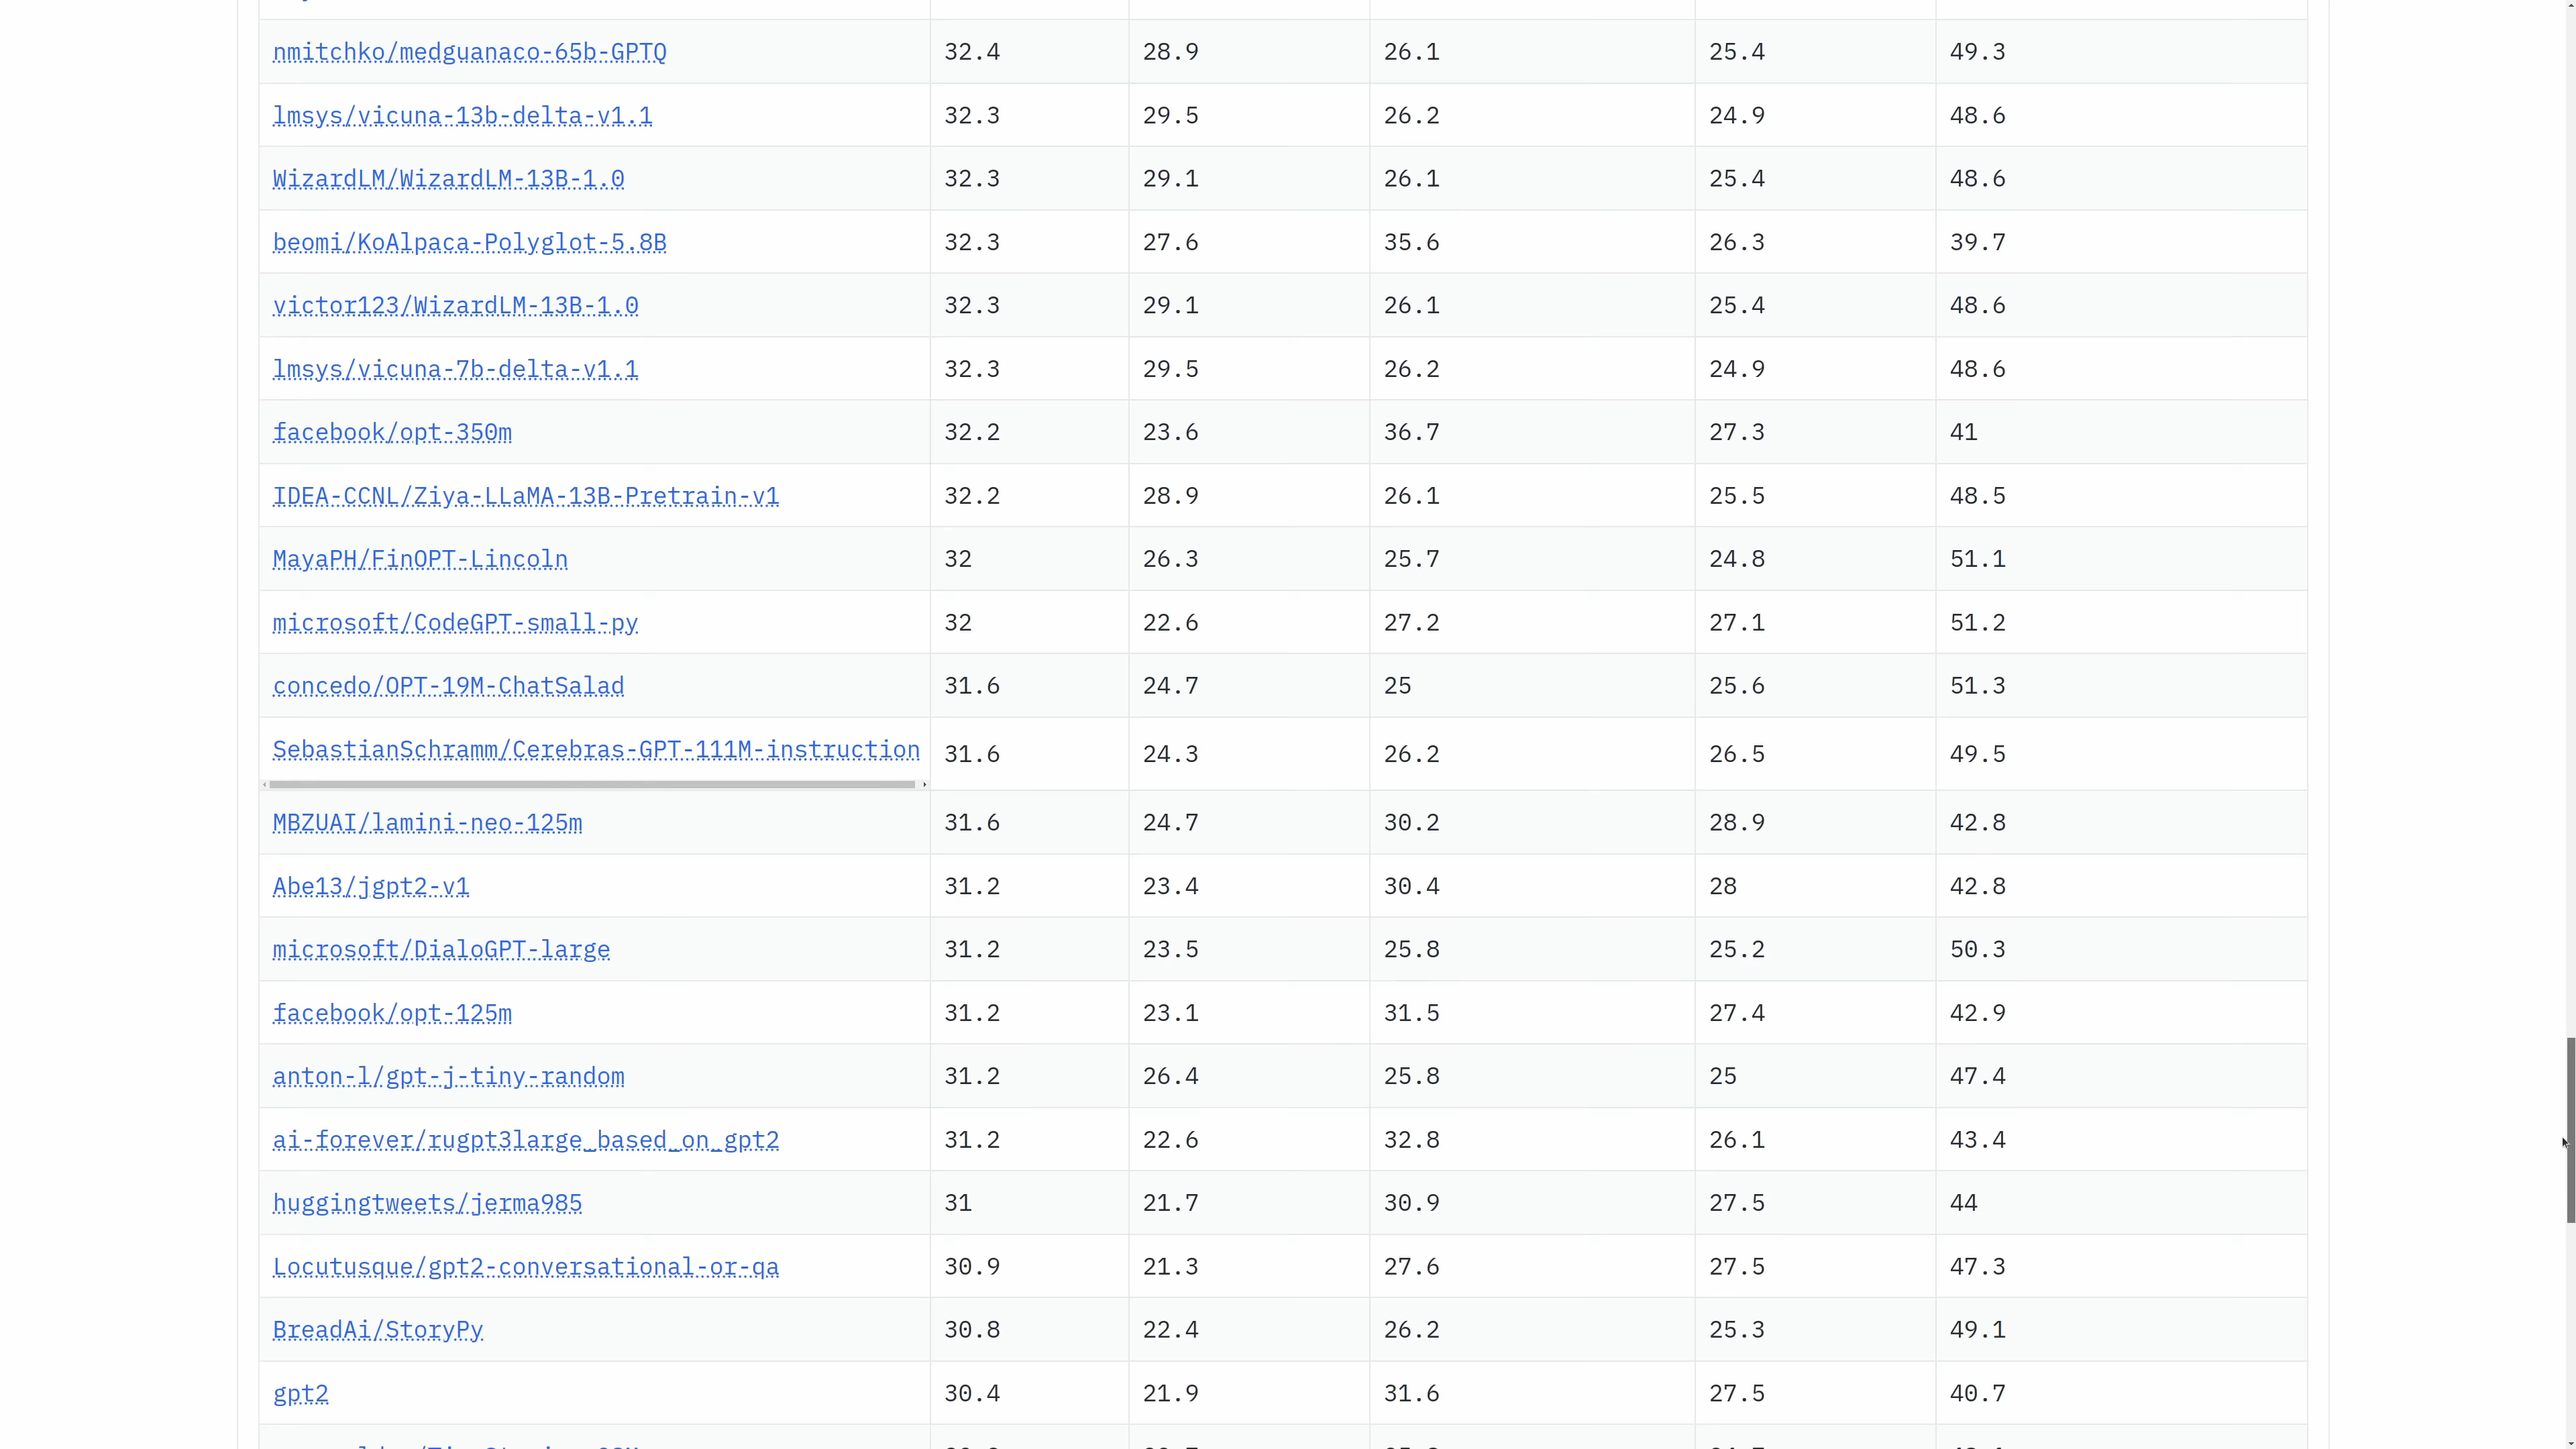 nmitchko/medguanaco-65b-GPTQ 32.4 28.9 26.1 25.4 49.3
lmsys/vicuna-13b-delta-v1.1 32.3 29.5 26.2 24.9 48.6
WizardLM/WizardLM-13B-1.0 32.3 29.1 26.1 25.4 48.6
beomi/KoAlpaca-Polyglot-5.8B 32.3 27.6 35.6 26.3 39.7
victor123/WizardLM-13B-1.0 32.3 29.1 26.1 25.4 48.6
lmsys/vicuna-7b-delta-v1.1 32.3 29.5 26.2 24.9 48.6
facebook/opt-350m 32.2 23.6 36.7 27.3 41
IDEA-CCNL/Ziya-LLaMA-13B-Pretrain-v1 32.2 28.9 26.1 25.5 48.5
MayaPH/FinOPT-Lincoln 32 26.3 25.7 24.8 51.1
microsoft/CodeGPT-small-py 32 22.6 27.2 27.1 51.2
concedo/OPT-19M-ChatSalad 31.6 24.7 25 25.6 51.3
SebastianSchramm/Cerebras-GPT-111M-instruction 31.6 24.3 26.2 26.5 49.5
MBZUAI/lamini-neo-125m 31.6 24.7 30.2 28.9 42.8
Abe13/jgpt2-v1 31.2 23.4 30.4 28 42.8
microsoft/DialoGPT-large 31.2 23.5 25.8 25.2 50.3
facebook/opt-125m 31.2 23.1 31.5 27.4 42.9
anton-l/gpt-j-tiny-random 31.2 26.4 25.8 25 47.4
ai-forever/rugpt3large_based_on_gpt2 31.2 22.6 32.8 26.1 43.4
huggingtweets/jerma985 31 21.7 30.9 27.5 44
Locutusque/gpt2-conversational-or-qa 30.9 21.3 27.6 27.5 47.3
BreadAi/StoryPy 30.8 22.4 26.2 25.3 49.1
gpt2 30.4 21.9 31.6 27.5 40.7